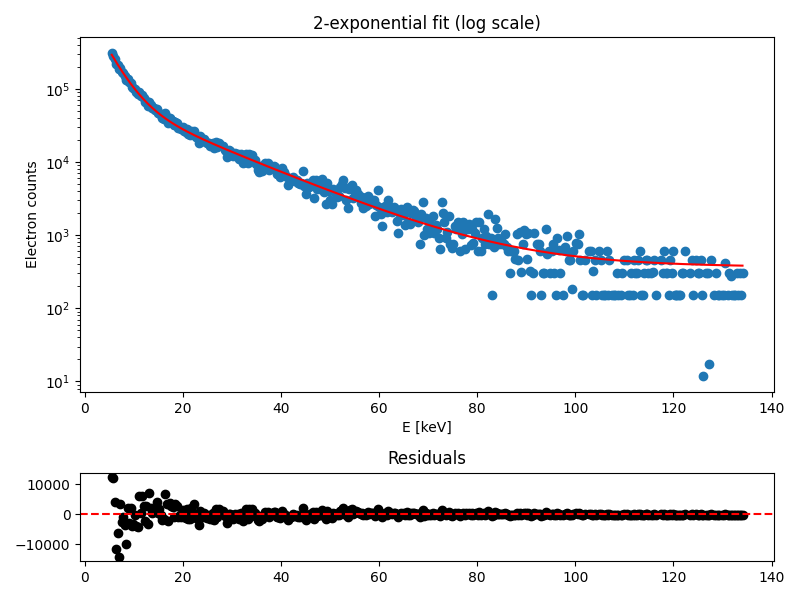 2-exponential fit (log scale)
Electron counts
10^5
10^4
10^3
10^2
10^1
0 20 40 60 80 100 120 140
E [keV]
Residuals
10000
0
−10000
0 20 40 60 80 100 120 140